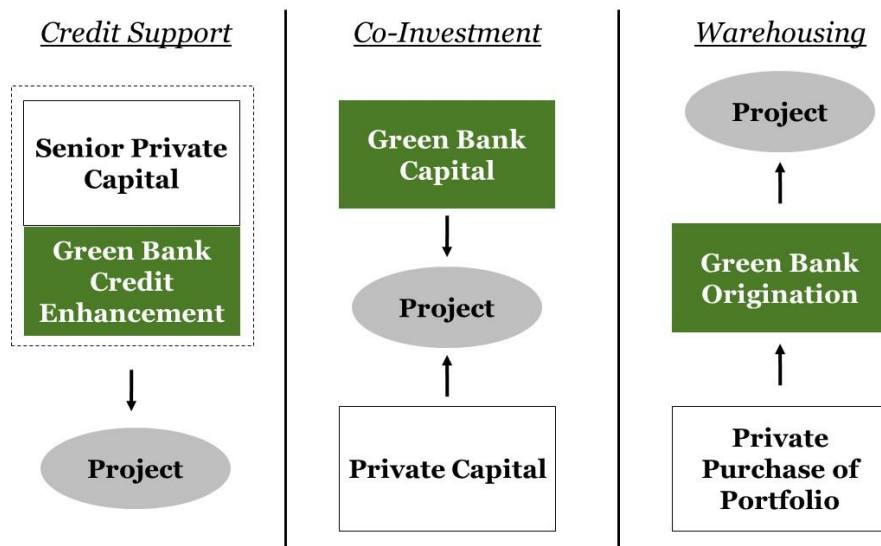 Credit Support
Senior Private
Capital
Green Bank
Credit
Enhancement
Project
Co-Investment
Green Bank
Capital
Project
Private Capital
Warehousing
Project
Green Bank
Origination
Private
Purchase of
Portfolio